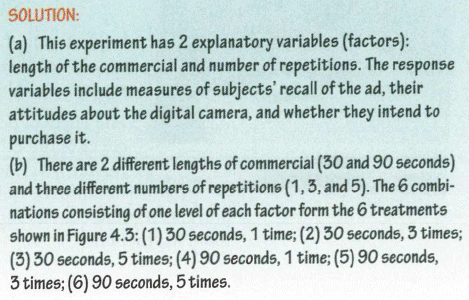 SOLUTION:
(a) This experiment has 2 explanatory variables (factors):
length of the commercial and number of repetitions. The response
variables include measures of subjects' recall of the ad, their
attitudes about the digital camera, and whether they intend to
purchase it.
(b) There are 2 different lengths of commercial (30 and 90 seconds)
and three different numbers of repetitions (1, 3, and 5). The 6 combi-
nations consisting of one level of each factor form the 6 treatments
shown in Figure 4.3: (1) 30 seconds, 1 time; (2) 30 seconds, 3 times;
(3) 30 seconds, 5 times; (4) 90 seconds, 1 time; (5) 90 seconds,
3 times; (6) 90 seconds, 5 times.